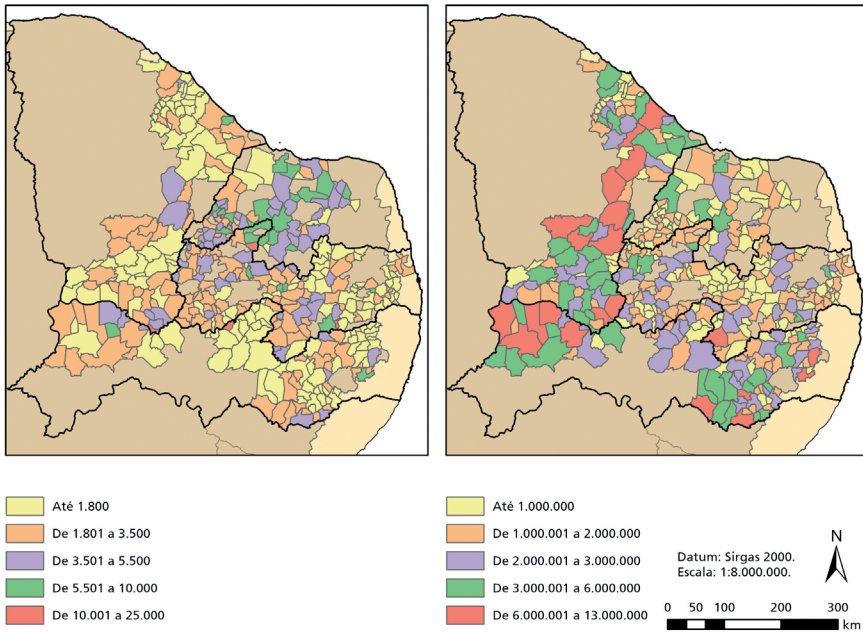 Até 1.800
De 1.801 a 3.500
De 3.501 a 5.500
De 5.501 a 10.000
De 10.001 a 25.000
Até 1.000.000
De 1.000.001 a 2.000.000
De 2.000.001 a 3.000.000
De 3.000.001 a 6.000.000
De 6.000.001 a 13.000.000
Datum: Sirgas 2000.
Escala: 1:8.000.000.
N
0 50 100 200 300
km